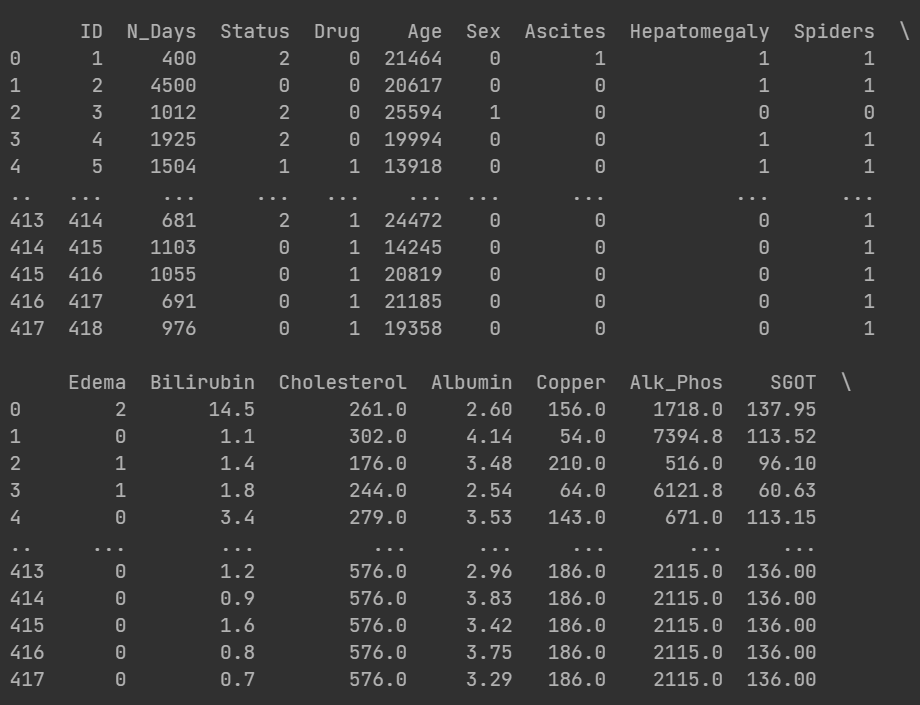 ID  N_Days  Status  Drug    Age  Sex  Ascites  Hepatomegaly  Spiders  \
0      1     400       2     0  21464    0        1             1        1
1      2    4500       0     0  20617    0        0             1        1
2      3    1012       2     0  25594    1        0             0        0
3      4    1925       2     0  19994    0        0             1        1
4      5    1504       1     1  13918    0        0             1        1
..   ...     ...     ...   ...    ...  ...      ...           ...      ...
413  414     681       2     1  24472    0        0             0        1
414  415    1103       0     1  14245    0        0             0        1
415  416    1055       0     1  20819    0        0             0        1
416  417     691       0     1  21185    0        0             0        1
417  418     976       0     1  19358    0        0             0        1
     Edema  Bilirubin  Cholesterol  Albumin  Copper  Alk_Phos    SGOT  \
0        2       14.5        261.0     2.60   156.0    1718.0  137.95
1        0        1.1        302.0     4.14    54.0    7394.8  113.52
2        1        1.4        176.0     3.48   210.0     516.0   96.10
3        1        1.8        244.0     2.54    64.0    6121.8   60.63
4        0        3.4        279.0     3.53   143.0     671.0  113.15
..     ...        ...          ...      ...     ...       ...     ...
413      0        1.2        576.0     2.96   186.0    2115.0  136.00
414      0        0.9        576.0     3.83   186.0    2115.0  136.00
415      0        1.6        576.0     3.42   186.0    2115.0  136.00
416      0        0.8        576.0     3.75   186.0    2115.0  136.00
417      0        0.7        576.0     3.29   186.0    2115.0  136.00